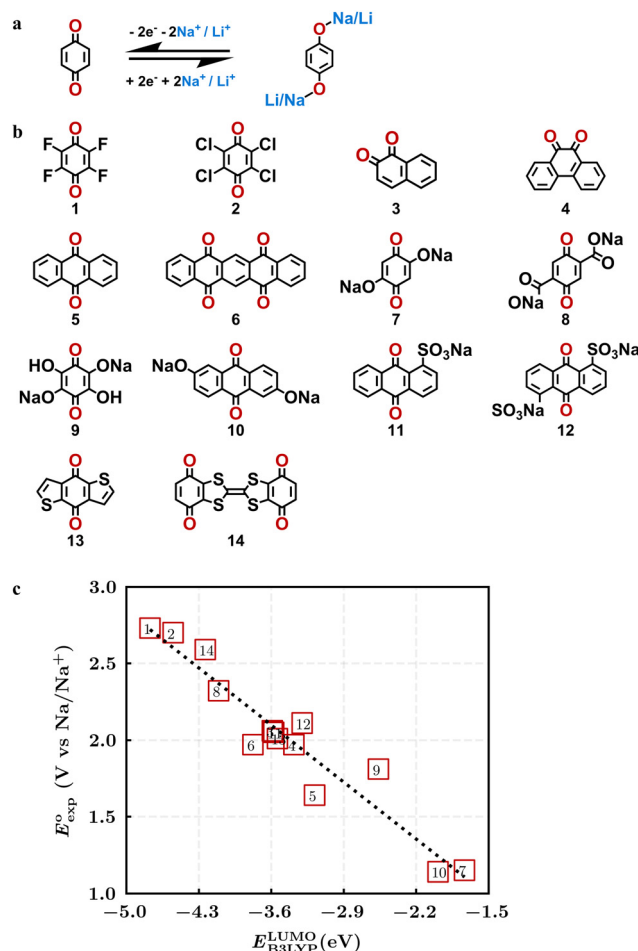 a
O
O
- 2e- - 2Na+ / Li+
+ 2e- + 2Na+ / Li+
O-Na/Li
O
Li/Na
b
O
F F
F F
O
1
O
Cl Cl
Cl Cl
O
2
O
O
3
O O
4
O
O
5
O O
O O
6
O
ONa
NaO
O
7
O ONa
O
O
ONa O
8
O
HO ONa
NaO OH
O
9
O
NaO
ONa
O
10
O SO3Na
O
11
O SO3Na
SO3Na O
12
O
S
S
O
13
O O
S S
S S
O O
14
c
3.0
2.5
2.0
1.5
1.0
E°exp (V vs Na/Na+)
1
2
14
8
12
6
4
9
5
10
7
−5.0 −4.3 −3.6 −2.9 −2.2 −1.5
E LUMO B3LYP (eV)